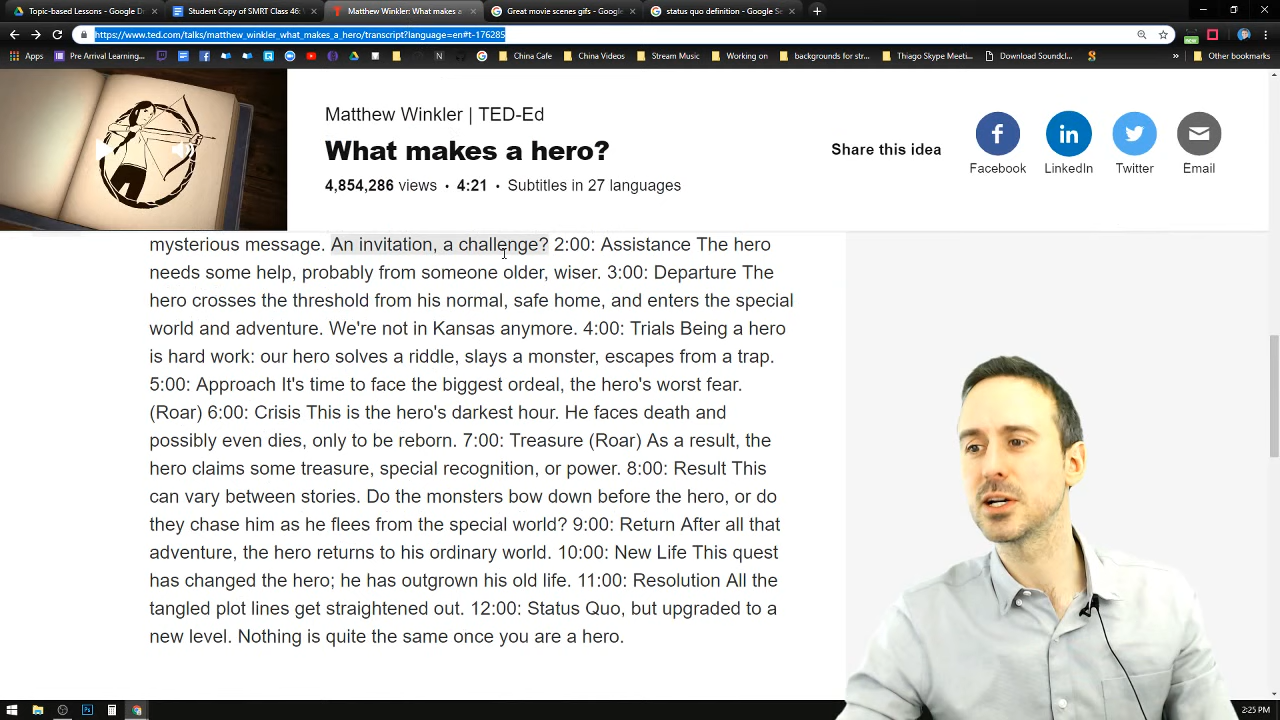 Topic-based Lessons - Google D
Student Copy of SMRT Class 46:
Matthew Winkler: What makes a
Great movie scenes gifs - Google
status quo definition - Google S
https://www.ted.com/talks/matthew_winkler_what_makes_a_hero/transcript?language=en#t-176285
Apps
Pre Arrival Learning...
China Cafe
China Videos
Stream Music
Working on
backgrounds for str...
Thiago Skype Meeti...
Download Soundcl...
Other bookmarks
Matthew Winkler | TED-Ed
What makes a hero?
4,854,286 views • 4:21 • Subtitles in 27 languages
Share this idea
Facebook
LinkedIn
Twitter
Email
mysterious message. An invitation, a challenge? 2:00: Assistance The hero
needs some help, probably from someone older, wiser. 3:00: Departure The
hero crosses the threshold from his normal, safe home, and enters the special
world and adventure. We're not in Kansas anymore. 4:00: Trials Being a hero
is hard work: our hero solves a riddle, slays a monster, escapes from a trap.
5:00: Approach It's time to face the biggest ordeal, the hero's worst fear.
(Roar) 6:00: Crisis This is the hero's darkest hour. He faces death and
possibly even dies, only to be reborn. 7:00: Treasure (Roar) As a result, the
hero claims some treasure, special recognition, or power. 8:00: Result This
can vary between stories. Do the monsters bow down before the hero, or do
they chase him as he flees from the special world? 9:00: Return After all that
adventure, the hero returns to his ordinary world. 10:00: New Life This quest
has changed the hero; he has outgrown his old life. 11:00: Resolution All the
tangled plot lines get straightened out. 12:00: Status Quo, but upgraded to a
new level. Nothing is quite the same once you are a hero.
2:25 PM